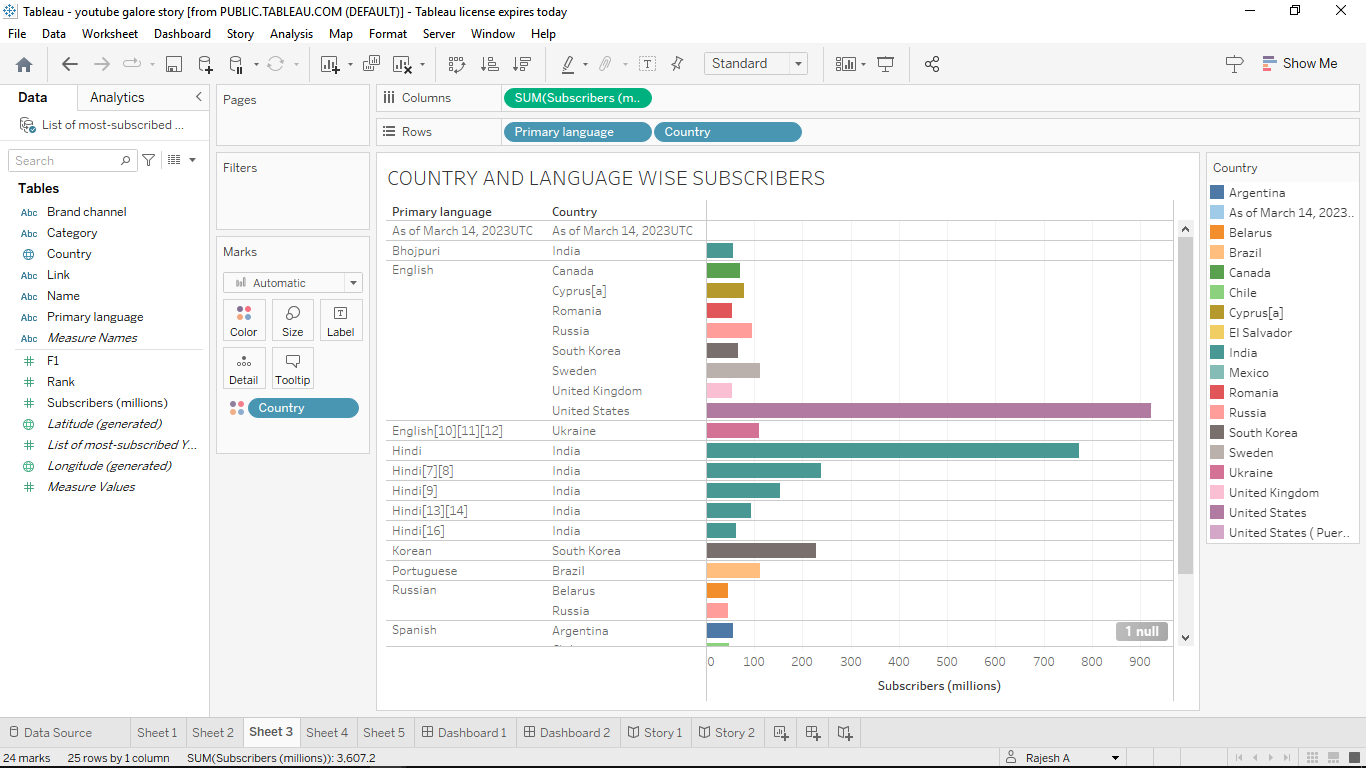 Tableau - youtube galore story [from PUBLIC.TABLEAU.COM (DEFAULT)] - Tableau license expires today
File Data Worksheet Dashboard Story Analysis Map Format Server Window Help
Standard
Show Me
Data Analytics
List of most-subscribed ...
Search
Tables
Abc Brand channel
Abc Category
Country
Abc Link
Abc Name
Abc Primary language
Abc Measure Names
F1
Rank
Subscribers (millions)
Latitude (generated)
List of most-subscribed Y...
Longitude (generated)
Measure Values
Pages
Filters
Marks
Automatic
Color Size Label
Detail Tooltip
Country
Columns SUM(Subscribers (m..
Rows Primary language Country
COUNTRY AND LANGUAGE WISE SUBSCRIBERS
Primary language Country
As of March 14, 2023UTC As of March 14, 2023UTC
Bhojpuri India
English Canada
Cyprus[a]
Romania
Russia
South Korea
Sweden
United Kingdom
United States
English[10][11][12] Ukraine
Hindi India
Hindi[7][8] India
Hindi[9] India
Hindi[13][14] India
Hindi[16] India
Korean South Korea
Portuguese Brazil
Russian Belarus
Russia
Spanish Argentina
1 null
0 100 200 300 400 500 600 700 800 900
Subscribers (millions)
Country
Argentina
As of March 14, 2023..
Belarus
Brazil
Canada
Chile
Cyprus[a]
El Salvador
India
Mexico
Romania
Russia
South Korea
Sweden
Ukraine
United Kingdom
United States
United States ( Puer..
Data Source Sheet 1 Sheet 2 Sheet 3 Sheet 4 Sheet 5 Dashboard 1 Dashboard 2 Story 1 Story 2
24 marks 25 rows by 1 column SUM(Subscribers (millions)): 3,607.2 Rajesh A